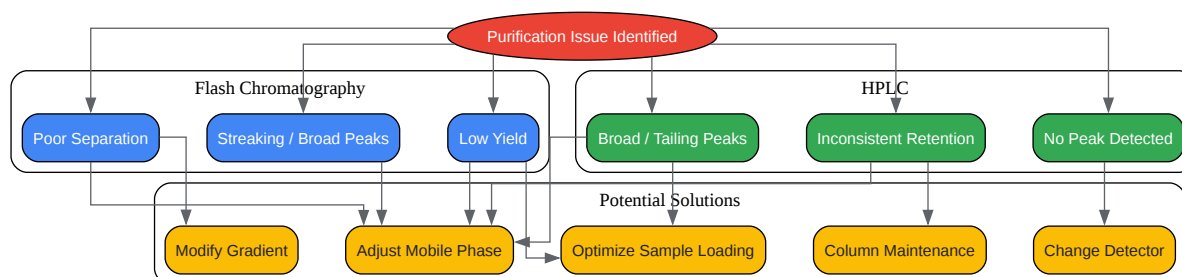 Purification Issue Identified
Flash Chromatography
HPLC
Poor Separation
Streaking / Broad Peaks
Low Yield
Broad / Tailing Peaks
Inconsistent Retention
No Peak Detected
Potential Solutions
Modify Gradient
Adjust Mobile Phase
Optimize Sample Loading
Column Maintenance
Change Detector